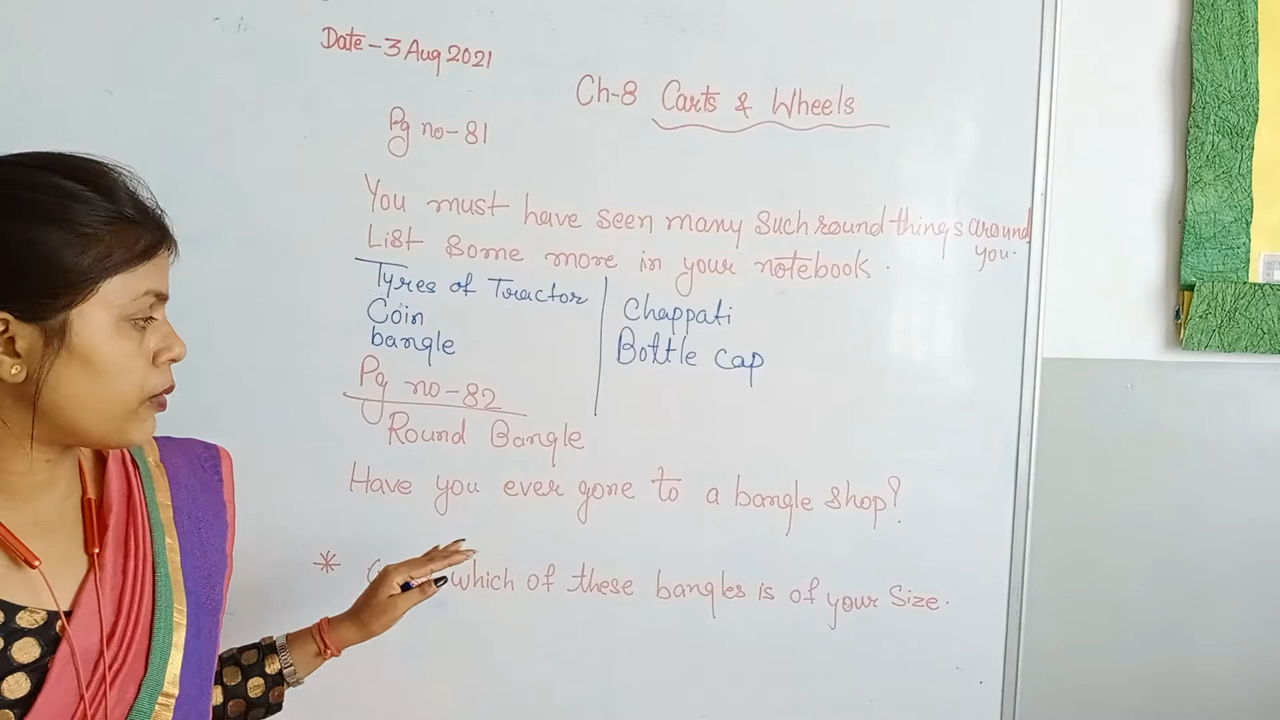 Date - 3 Aug 2021
Ch-8 Carts & Wheels
Pg no - 81
You must have seen many such round things around you.
List some more in your notebook.
Tyres of Tractor
Coin
bangle
Chappati
Bottle cap
Pg no - 82
Round Bangle
Have you ever gone to a bangle shop?
* which of these bangles is of your Size.